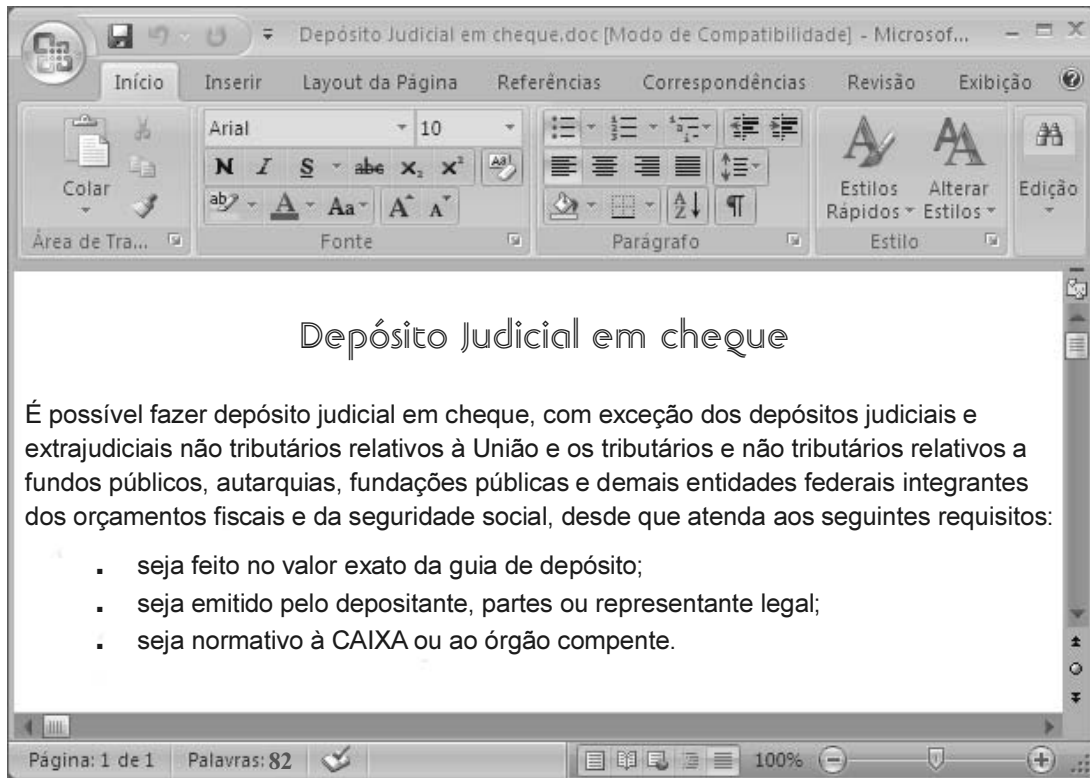 Depósito Judicial em cheque.doc [Modo de Compatibilidade] - Microsof...
Início Inserir Layout da Página Referências Correspondências Revisão Exibição
Arial 10
N I S abc X₂ X²
ab A Aa A A
Colar
Estilos Rápidos
Alterar Estilos
Edição
Área de Tra... Fonte Parágrafo Estilo
Depósito Judicial em cheque
É possível fazer depósito judicial em cheque, com exceção dos depósitos judiciais e
extrajudiciais não tributários relativos à União e os tributários e não tributários relativos a
fundos públicos, autarquias, fundações públicas e demais entidades federais integrantes
dos orçamentos fiscais e da seguridade social, desde que atenda aos seguintes requisitos:
▪ seja feito no valor exato da guia de depósito;
▪ seja emitido pelo depositante, partes ou representante legal;
▪ seja normativo à CAIXA ou ao órgão compente.
Página: 1 de 1 Palavras: 82 100%